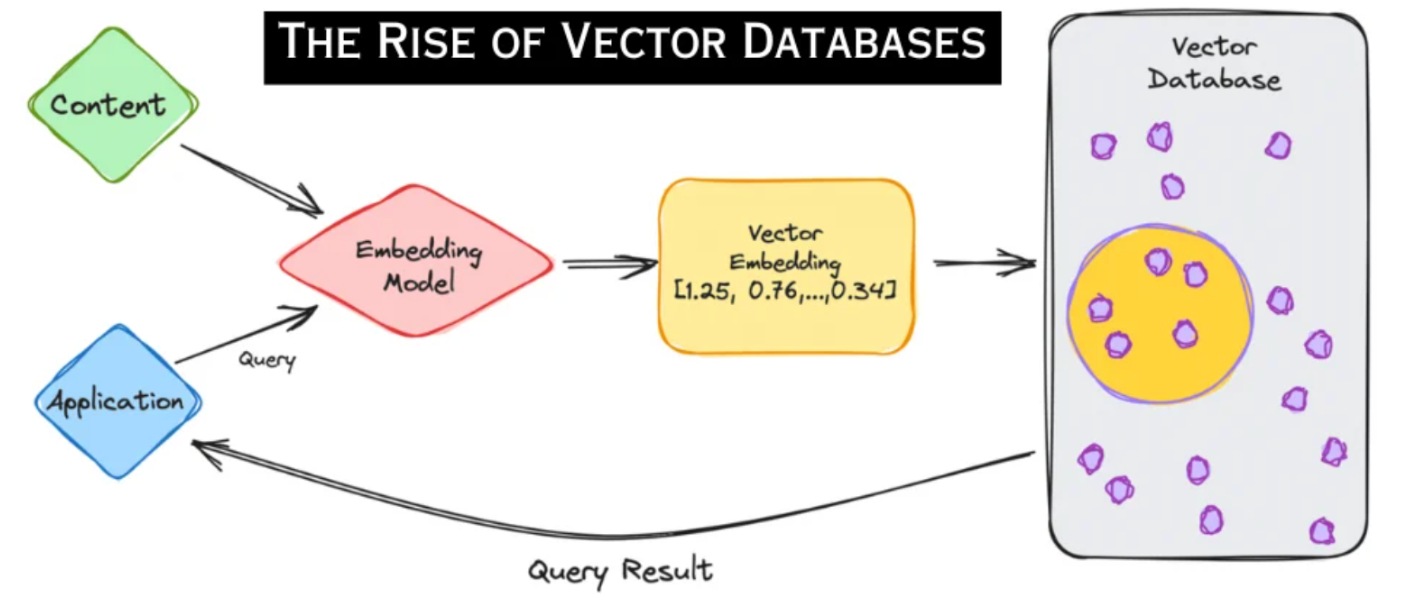 THE RISE OF VECTOR DATABASES
Content
Application
Query
Embedding
Model
Vector
Embedding
[1.25, 0.76,...,0.34]
Vector
Database
Query Result